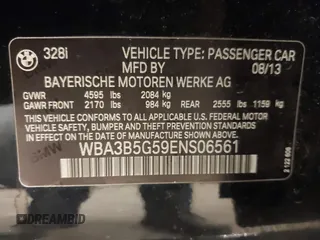 328i VEHICLE TYPE: PASSENGER CAR
MFD BY 08/13
BAYERISCHE MOTOREN WERKE AG
GVWR 4595 lbs 2084 kg
GAWR FRONT 2170 lbs 984 kg REAR 2555 lbs 1159 kg
THIS VEHICLE CONFORMS TO ALL APPLICABLE
U.S. FEDERAL MOTOR VEHICLE SAFETY, BUMPER,
AND THEFT PREVENTION STANDARDS IN EFFECT ON
THE DATE OF MANUFACTURE SHOWN ABOVE.
WBA3B5G59ENS06561
BMW
DREAMBID